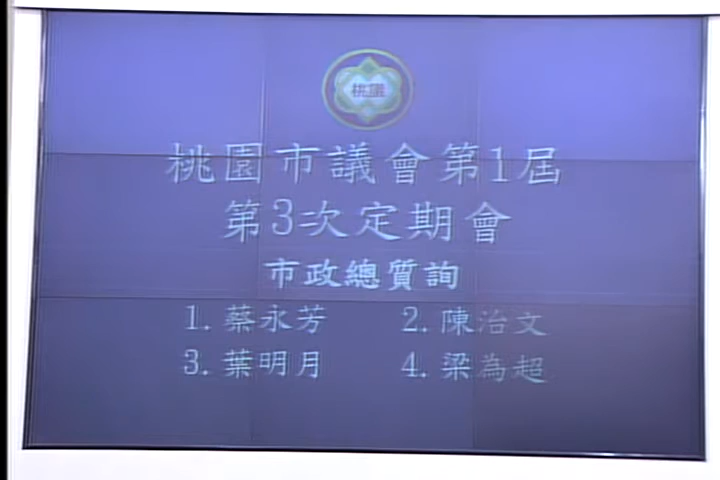 桃議
桃園市議會第1屆
第3次定期會
市政總質詢
1. 蔡永芳 2. 陳治文
3. 葉明月 4. 梁為超